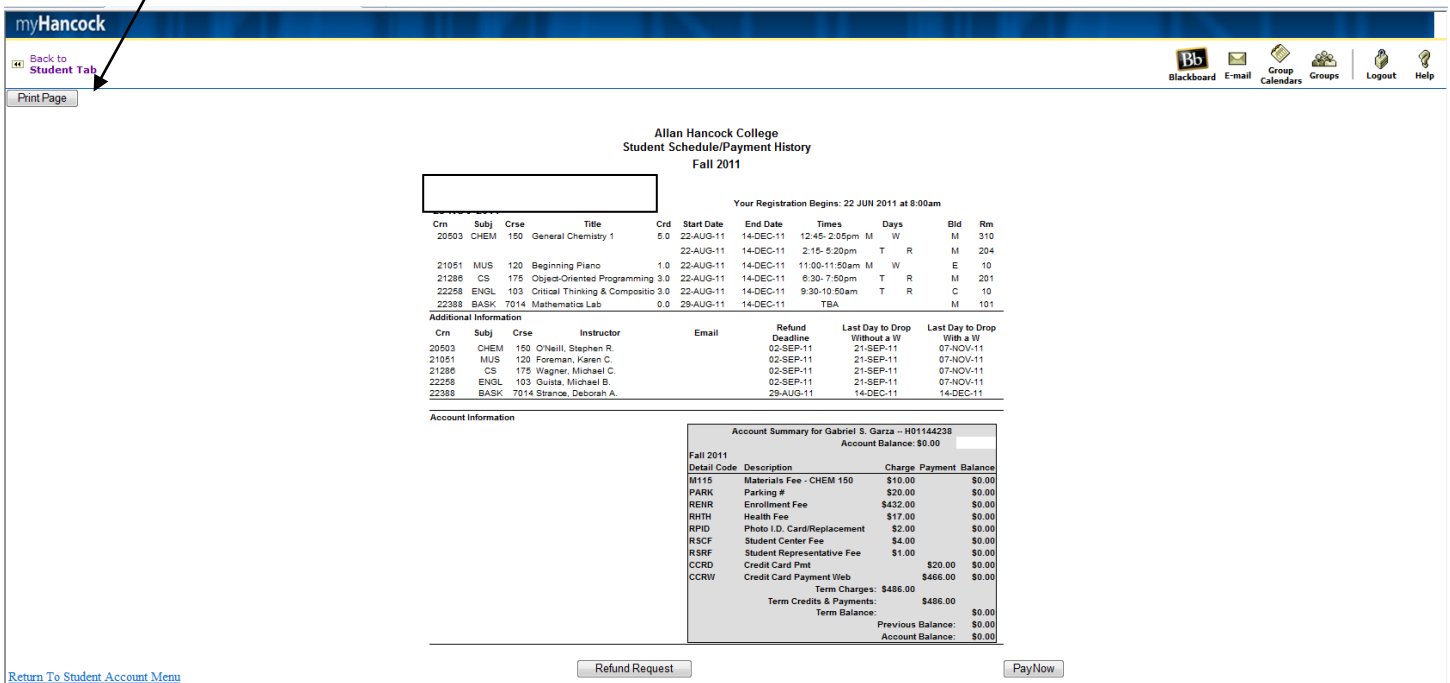 myHancock
Back to
Student Tab
Blackboard E-mail Group Calendars Groups Logout Help
Print Page
Allan Hancock College
Student Schedule/Payment History
Fall 2011
Your Registration Begins: 22 JUN 2011 at 8:00am
Crn Subj Crse Title Crd Start Date End Date Times Days Bld Rm
20503 CHEM 150 General Chemistry 1 5.0 22-AUG-11 14-DEC-11 12:45- 2:05pm M W M 310
22-AUG-11 14-DEC-11 2:15- 5:20pm T R M 204
21051 MUS 120 Beginning Piano 1.0 22-AUG-11 14-DEC-11 11:00-11:50am M W E 10
21286 CS 175 Object-Oriented Programming 3.0 22-AUG-11 14-DEC-11 6:30- 7:50pm T R M 201
22258 ENGL 103 Critical Thinking & Compositio 3.0 22-AUG-11 14-DEC-11 9:30-10:50am T R C 10
22388 BASK 7014 Mathematics Lab 0.0 29-AUG-11 14-DEC-11 TBA M 101
Additional Information
Crn Subj Crse Instructor Email Refund Deadline Last Day to Drop Without a W Last Day to Drop With a W
20503 CHEM 150 O'Neill, Stephen R. 02-SEP-11 21-SEP-11 07-NOV-11
21051 MUS 120 Foreman, Karen C. 02-SEP-11 21-SEP-11 07-NOV-11
21286 CS 175 Wagner, Michael C. 02-SEP-11 21-SEP-11 07-NOV-11
22258 ENGL 103 Guista, Michael B. 02-SEP-11 21-SEP-11 07-NOV-11
22388 BASK 7014 Strance, Deborah A. 29-AUG-11 14-DEC-11 14-DEC-11
Account Information
Account Summary for Gabriel S. Garza -- H01144238
Account Balance: $0.00
Fall 2011
Detail Code Description Charge Payment Balance
M115 Materials Fee - CHEM 150 $10.00 $0.00
PARK Parking # $20.00 $0.00
RENR Enrollment Fee $432.00 $0.00
RHTH Health Fee $17.00 $0.00
RPID Photo I.D. Card/Replacement $2.00 $0.00
RSCF Student Center Fee $4.00 $0.00
RSRF Student Representative Fee $1.00 $0.00
CCRD Credit Card Pmt $20.00 $0.00
CCRW Credit Card Payment Web $466.00 $0.00
Term Charges: $486.00
Term Credits & Payments: $486.00
Term Balance: $0.00
Previous Balance: $0.00
Account Balance: $0.00
Refund Request
Pay Now
Return To Student Account Menu